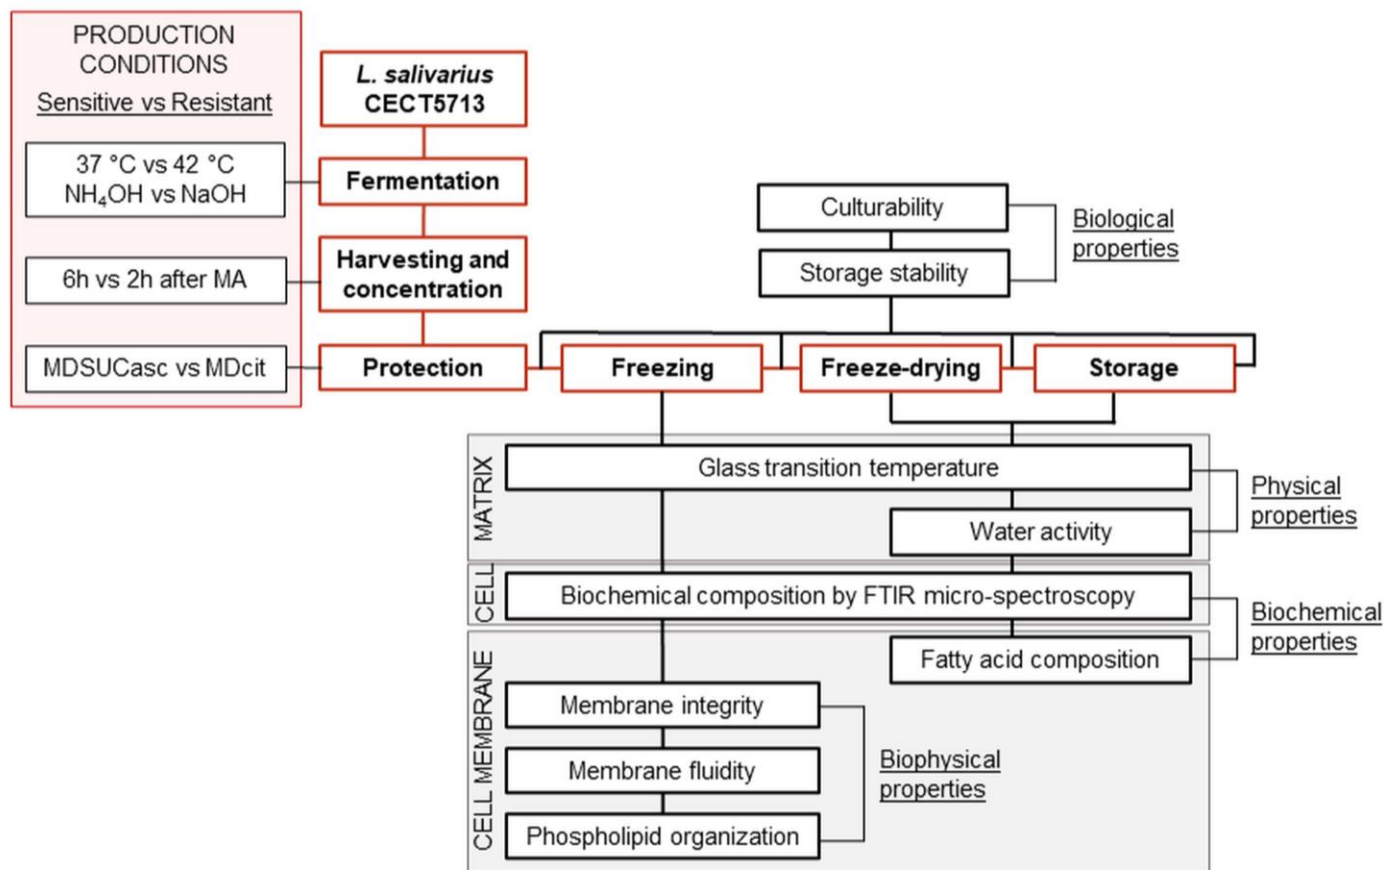 PRODUCTION
CONDITIONS
Sensitive vs Resistant
37 °C vs 42 °C
NH₄OH vs NaOH
6h vs 2h after MA
MDSUCasc vs MDcit
L. salivarius
CECT5713
Fermentation
Harvesting and
concentration
Protection
Freezing
Freeze-drying
Storage
Culturability
Storage stability
Biological
properties
MATRIX
Glass transition temperature
Water activity
Physical
properties
CELL
Biochemical composition by FTIR micro-spectroscopy
Fatty acid composition
Biochemical
properties
CELL MEMBRANE
Membrane integrity
Membrane fluidity
Phospholipid organization
Biophysical
properties